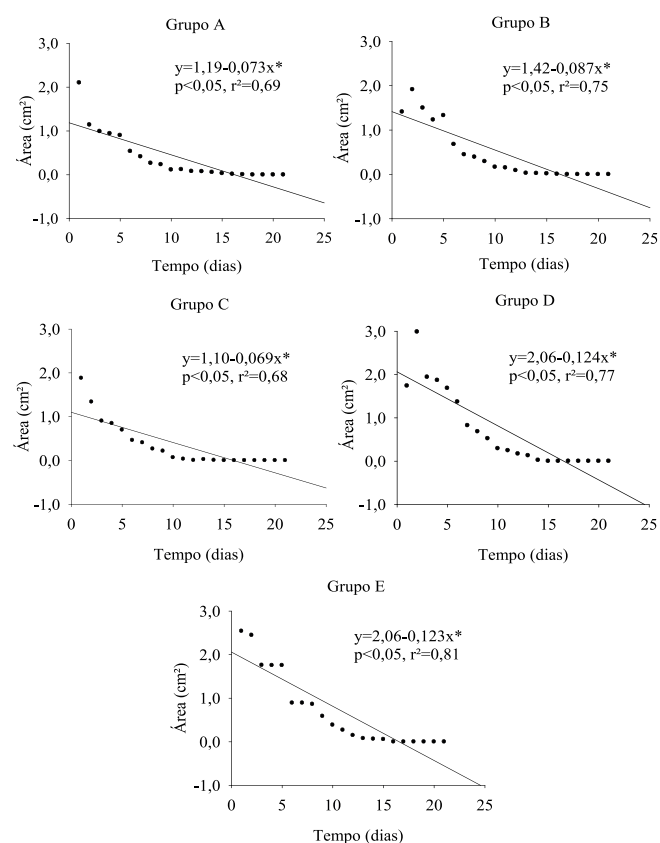 Grupo A
3,0
2,0
1,0
0,0
-1,0
Área (cm²)
y=1,19-0,073x*
p<0,05, r²=0,69
0 5 10 15 20 25
Tempo (dias)
Grupo B
3,0
2,0
1,0
0,0
-1,0
Área (cm²)
y=1,42-0,087x*
p<0,05, r²=0,75
0 5 10 15 20 25
Tempo (dias)
Grupo C
3,0
2,0
1,0
0,0
-1,0
Área (cm²)
y=1,10-0,069x*
p<0,05, r²=0,68
0 5 10 15 20 25
Tempo (dias)
Grupo D
3,0
2,0
1,0
0,0
-1,0
Área (cm²)
y=2,06-0,124x*
p<0,05, r²=0,77
0 5 10 15 20 25
Tempo (dias)
Grupo E
3,0
2,0
1,0
0,0
-1,0
Área (cm²)
y=2,06-0,123x*
p<0,05, r²=0,81
0 5 10 15 20 25
Tempo (dias)